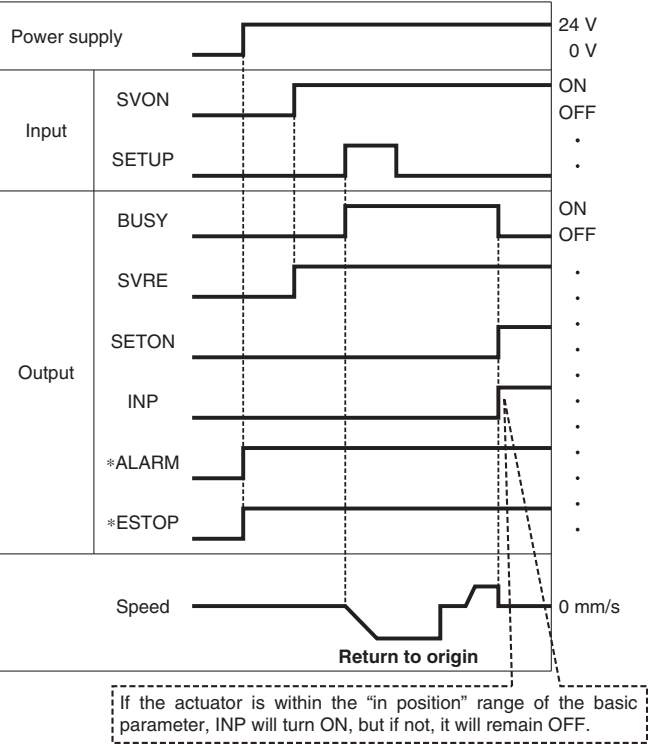 Power supply
24 V
0 V
Input
SVON
ON
OFF
SETUP
Output
BUSY
ON
OFF
SVRE
SETON
INP
*ALARM
*ESTOP
Speed
0 mm/s
Return to origin
If the actuator is within the “in position” range of the basic
parameter, INP will turn ON, but if not, it will remain OFF.